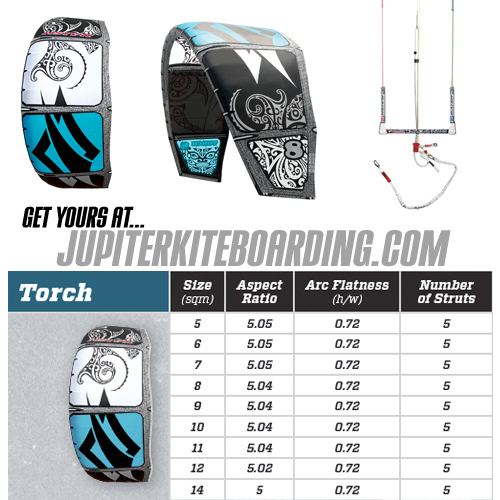 8
GET YOURS AT...
JUPITERKITEBOARDING.COM
Torch
Size (sqm) Aspect Ratio Arc Flatness (h/w) Number of Struts
5 5.05 0.72 5
6 5.05 0.72 5
7 5.05 0.72 5
8 5.04 0.72 5
9 5.04 0.72 5
10 5.04 0.72 5
11 5.04 0.72 5
12 5.02 0.72 5
14 5 0.72 5